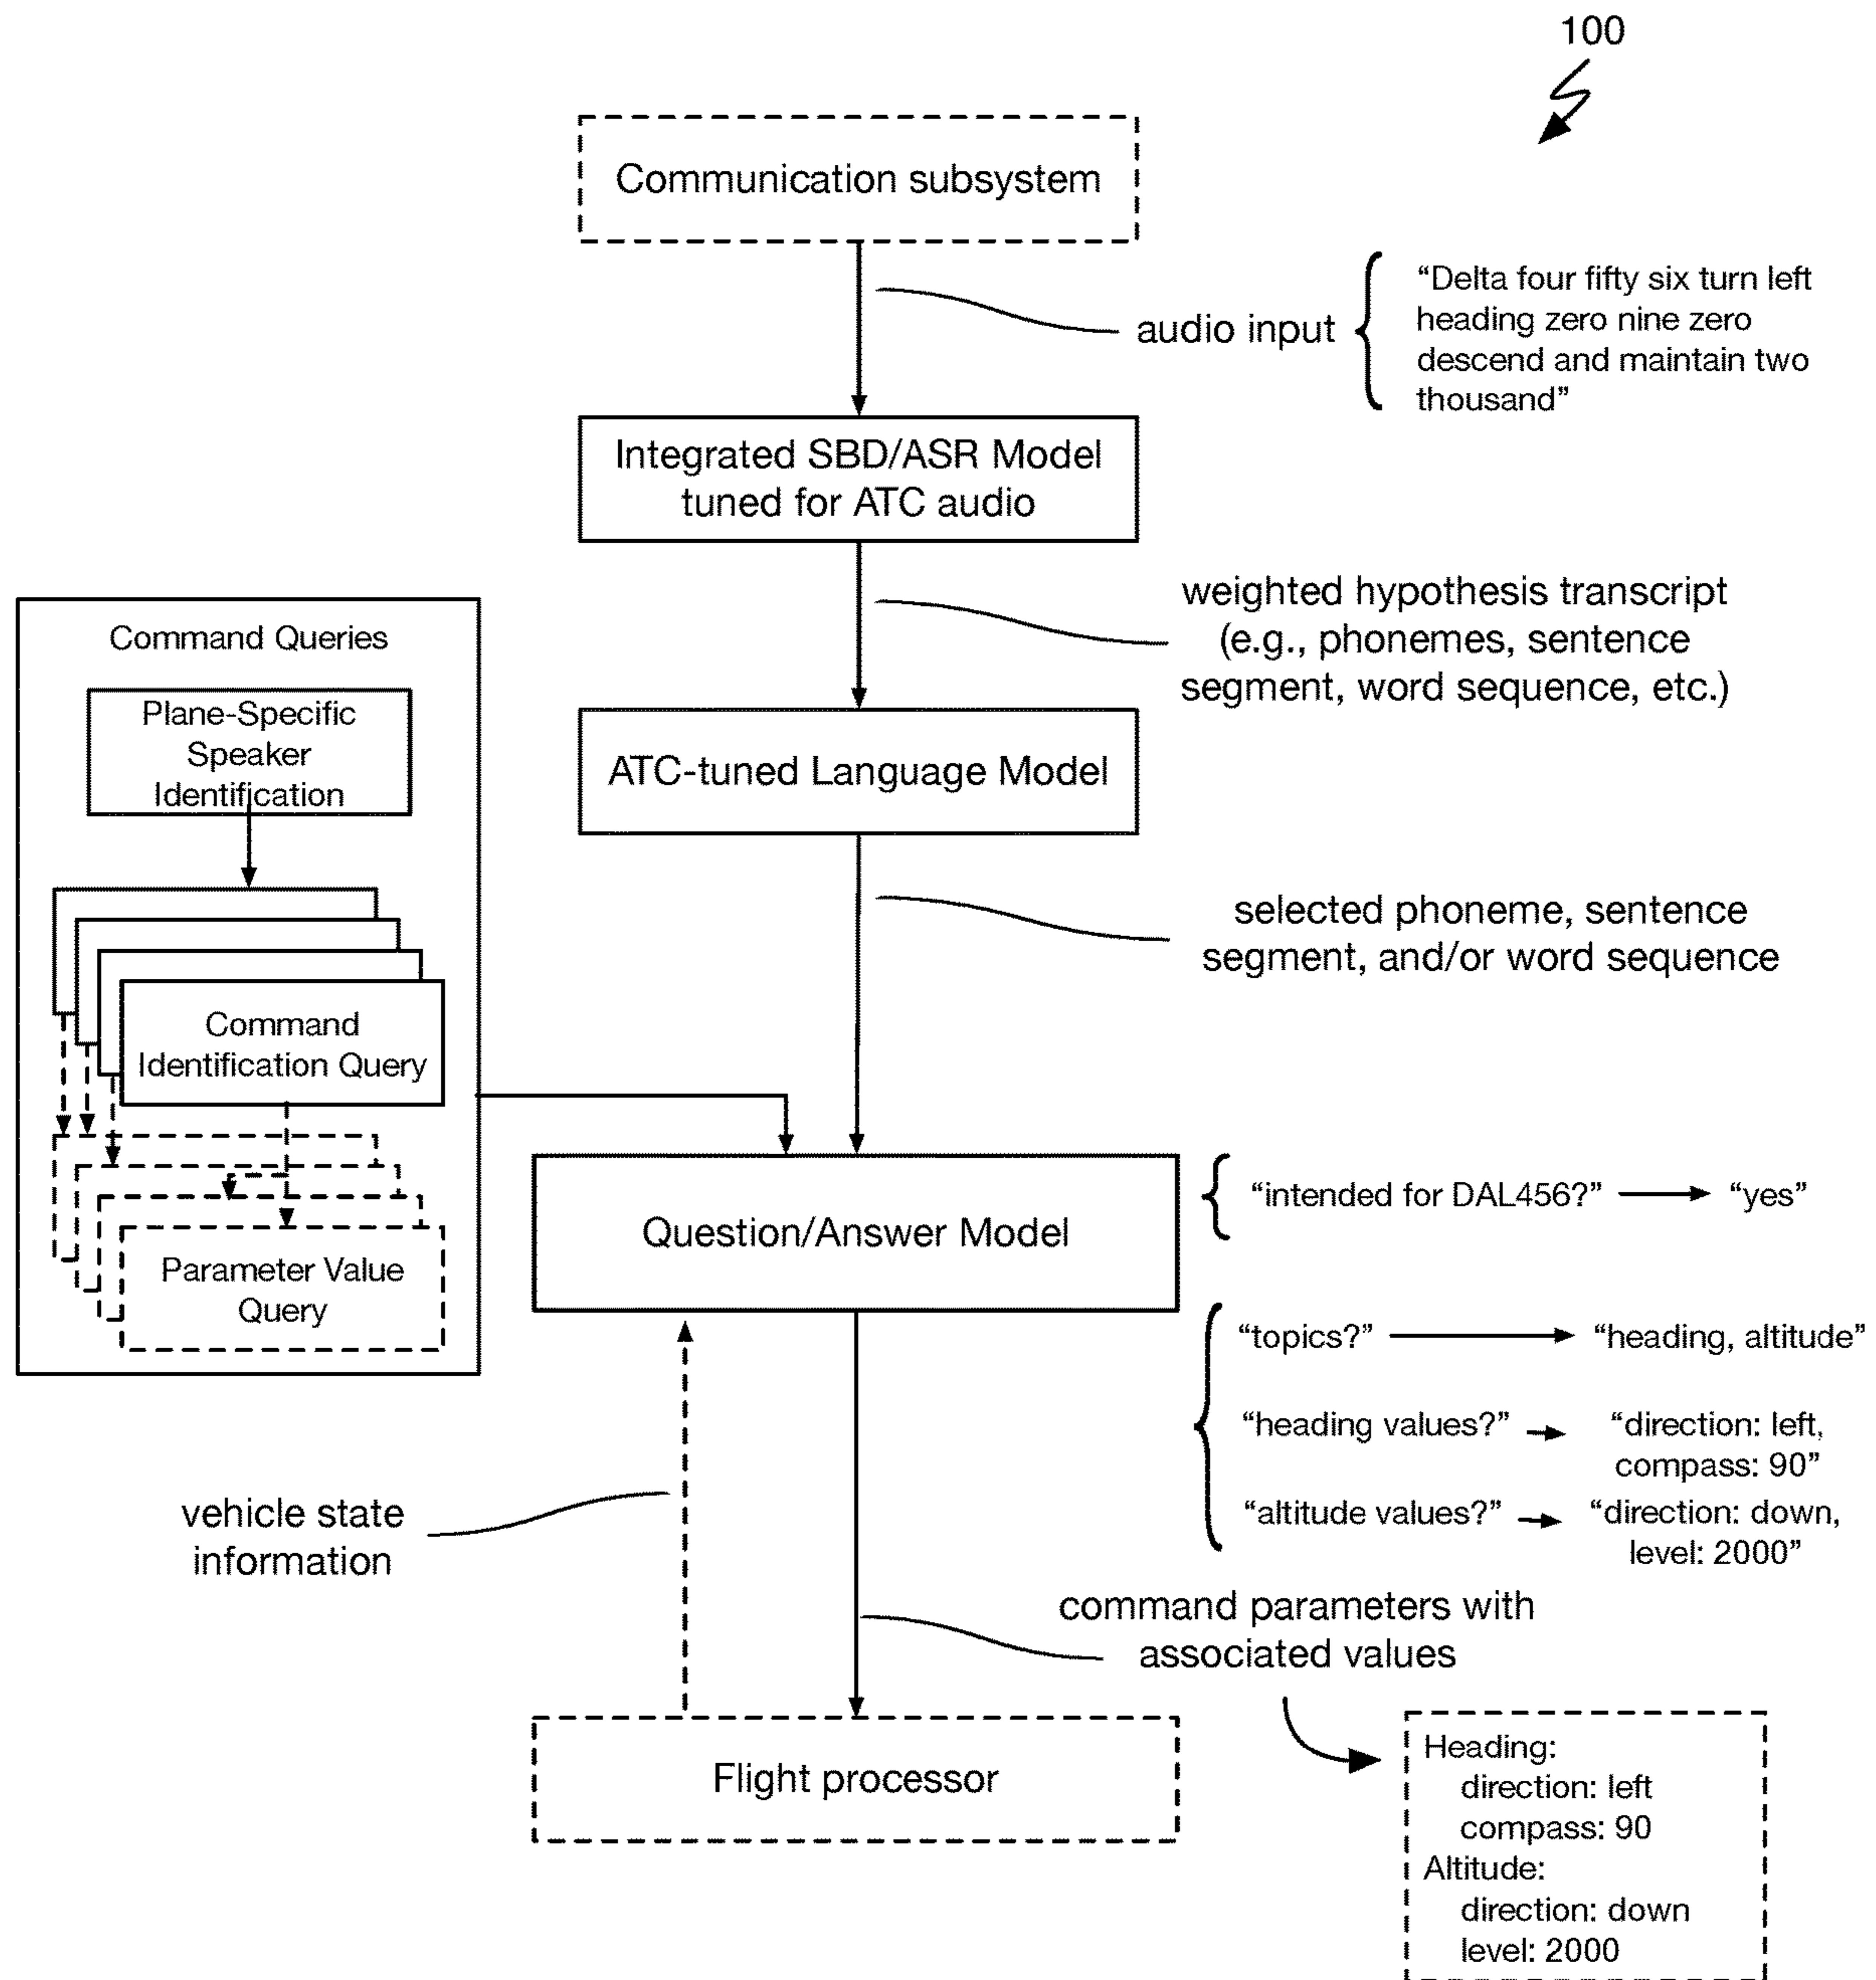 100
Communication subsystem
audio input
“Delta four fifty six turn left
heading zero nine zero
descend and maintain two
thousand”
Integrated SBD/ASR Model
tuned for ATC audio
weighted hypothesis transcript
(e.g., phonemes, sentence
segment, word sequence, etc.)
Command Queries
Plane-Specific
Speaker
Identification
ATC-tuned Language Model
selected phoneme, sentence
segment, and/or word sequence
Command
Identification Query
Parameter Value
Query
Question/Answer Model
“intended for DAL456?” “yes”
“topics?” “heading, altitude”
“heading values?” “direction: left,
compass: 90”
“altitude values?” “direction: down,
level: 2000”
vehicle state
information
command parameters with
associated values
Flight processor
Heading:
direction: left
compass: 90
Altitude:
direction: down
level: 2000